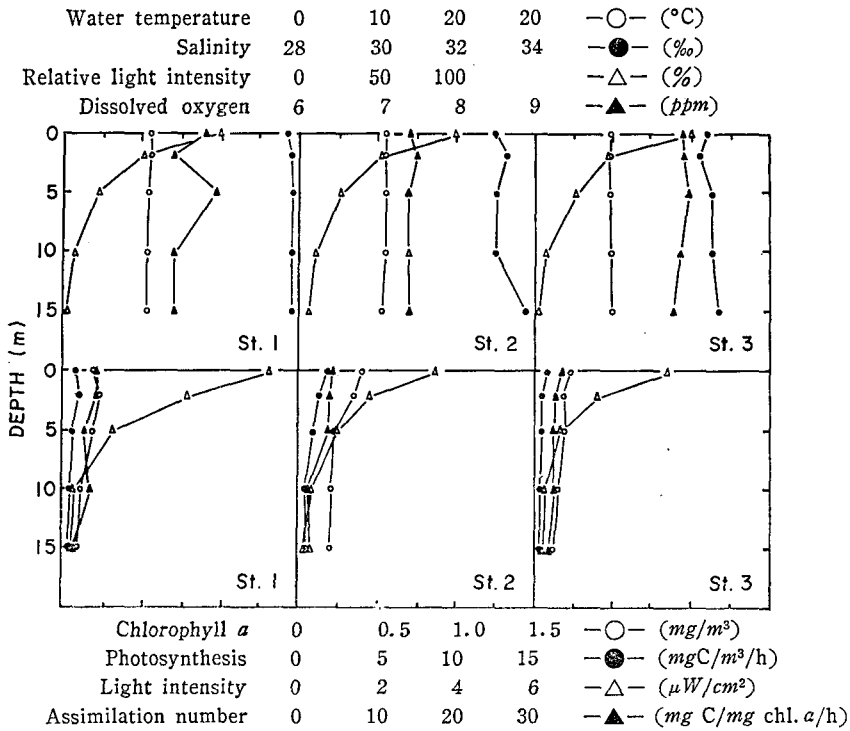 Water temperature 0 10 20 20 —○— (°C)
Salinity 28 30 32 34 —●— (‰)
Relative light intensity 0 50 100 —△— (%)
Dissolved oxygen 6 7 8 9 —▲— (ppm)
0
5
10
15
St. 1 St. 2 St. 3
DEPTH (m)
0
5
10
15
St. 1 St. 2 St. 3
Chlorophyll a 0 0.5 1.0 1.5 —○— (mg/m³)
Photosynthesis 0 5 10 15 —●— (mgC/m³/h)
Light intensity 0 2 4 6 —△— (μW/cm²)
Assimilation number 0 10 20 30 —▲— (mg C/mg chl. a/h)